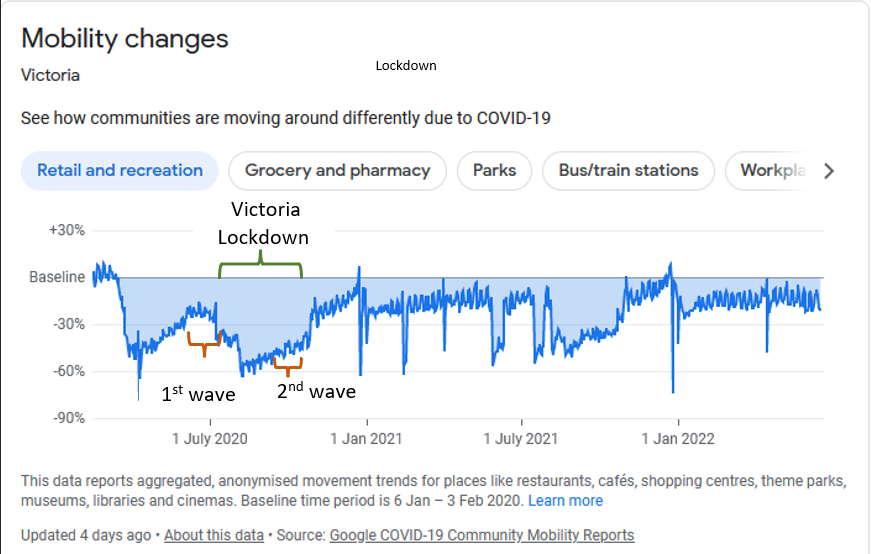 Mobility changes
Lockdown
Victoria
See how communities are moving around differently due to COVID-19
Retail and recreation Grocery and pharmacy Parks Bus/train stations Workpla
Victoria
Lockdown
+30%
Baseline
-30%
-60%
-90%
1st wave 2nd wave
1 July 2020 1 Jan 2021 1 July 2021 1 Jan 2022
This data reports aggregated, anonymised movement trends for places like restaurants, cafés, shopping centres, theme parks,
museums, libraries and cinemas. Baseline time period is 6 Jan – 3 Feb 2020. Learn more
Updated 4 days ago • About this data • Source: Google COVID-19 Community Mobility Reports